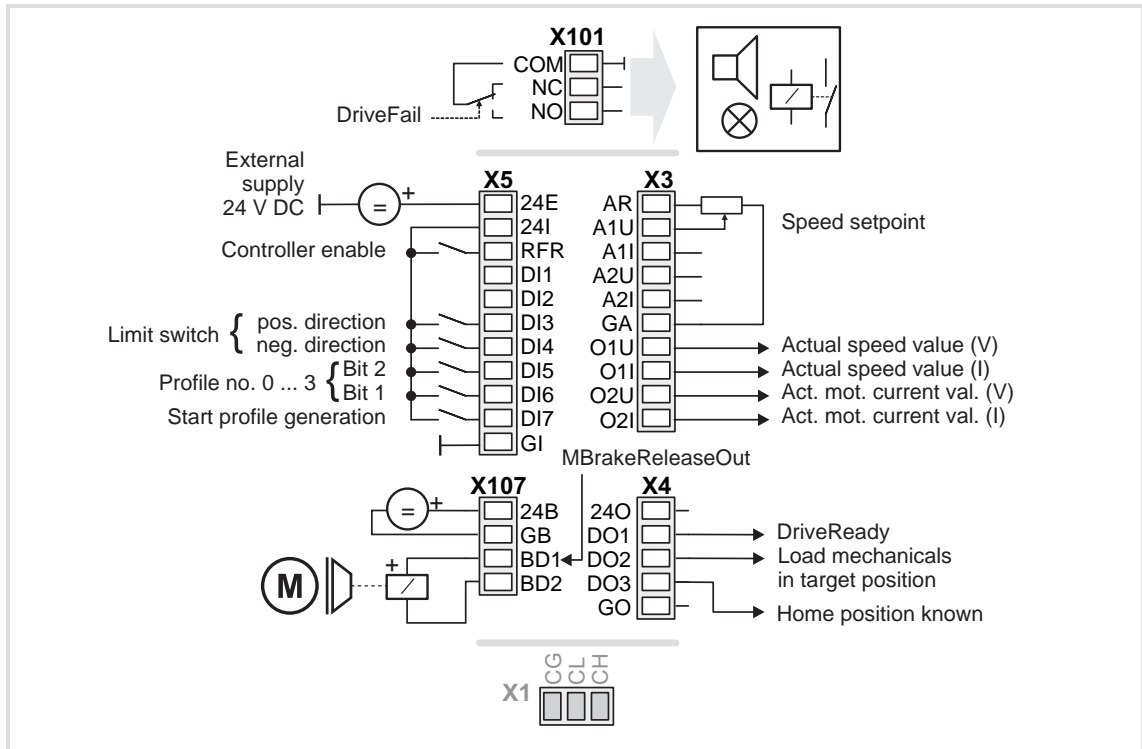 X101
COM
NC
NO
DriveFail
External
supply
24 V DC
=
+
X5
24E
24I
RFR
DI1
DI2
DI3
DI4
DI5
DI6
DI7
GI
Controller enable
Limit switch { pos. direction
neg. direction
Profile no. 0 ... 3 { Bit 2
Bit 1
Start profile generation
X3
AR
A1U
A1I
A2U
A2I
GA
O1U
O1I
O2U
O2I
Speed setpoint
Actual speed value (V)
Actual speed value (I)
Act. mot. current val. (V)
Act. mot. current val. (I)
MBrakeReleaseOut
X107
=
+
24B
GB
BD1
BD2
M
+
X4
24O
DO1
DO2
DO3
GO
DriveReady
Load mechanicals
in target position
Home position known
X1
CG
CL
CH